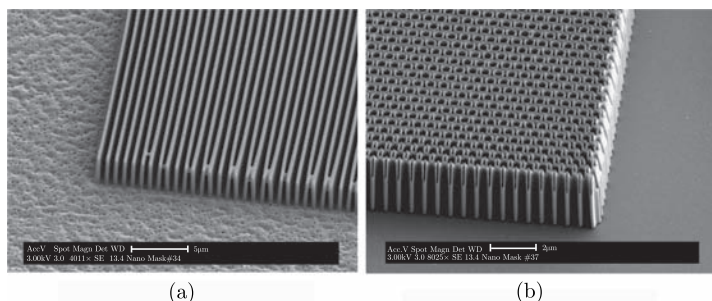 AccV Spot Magn Det WD 5μm
3.00kV 3.0 4011× SE 13.4 Nano Mask#34
Acc.V Spot Magn Det WD 2μm
3.00kV 3.0 8025× SE 13.4 Nano Mask #37
(a)
(b)